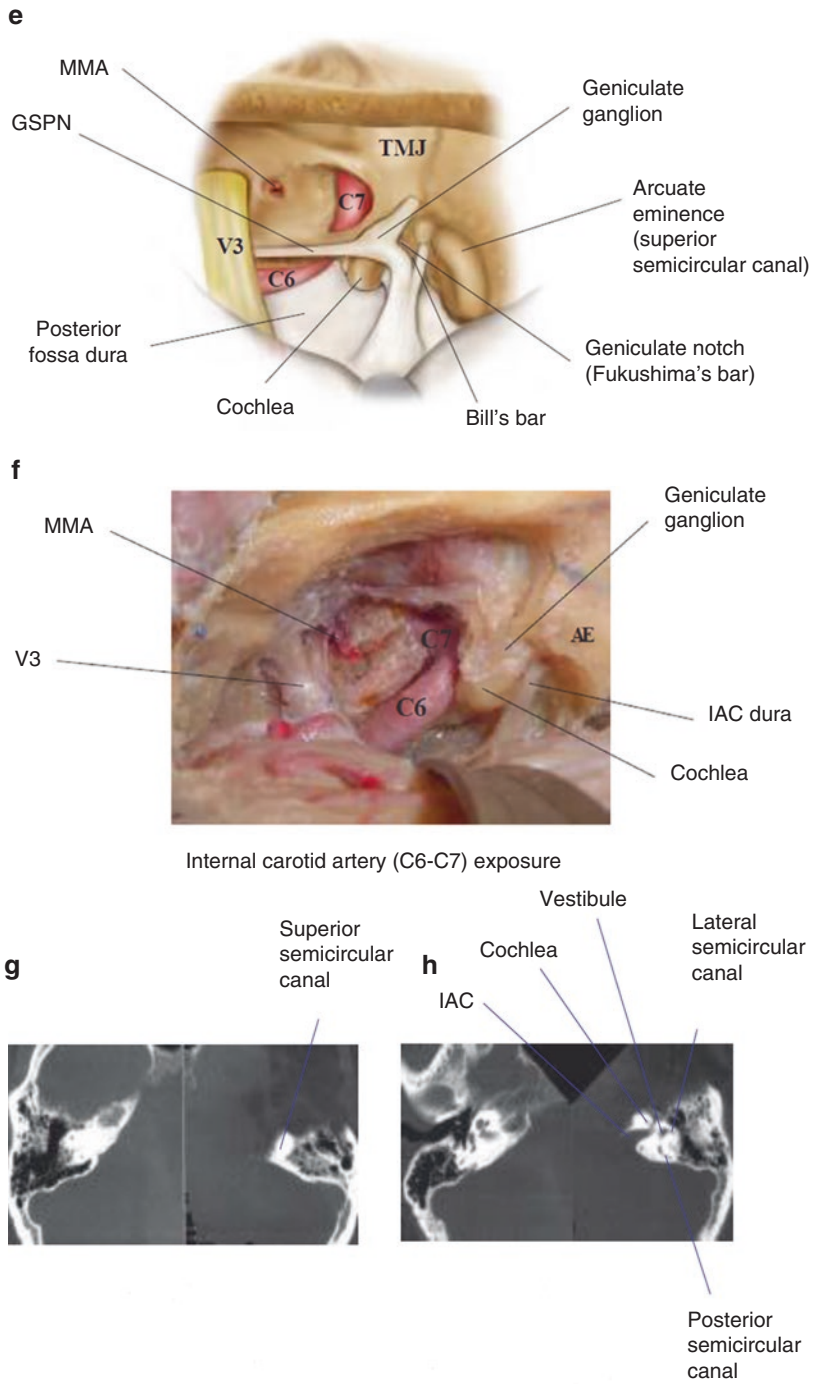 e
MMA
GSPN
Geniculate
ganglion
TMJ
C7
Arcuate
eminence
(superior
semicircular canal)
V3
C6
Posterior
fossa dura
Geniculate notch
(Fukushima's bar)
Cochlea
Bill's bar
f
Geniculate
ganglion
MMA
C7
AE
V3
C6
IAC dura
Cochlea
Internal carotid artery (C6-C7) exposure
g
Superior
semicircular
canal
h
Vestibule
Cochlea
Lateral
semicircular
canal
IAC
Posterior
semicircular
canal